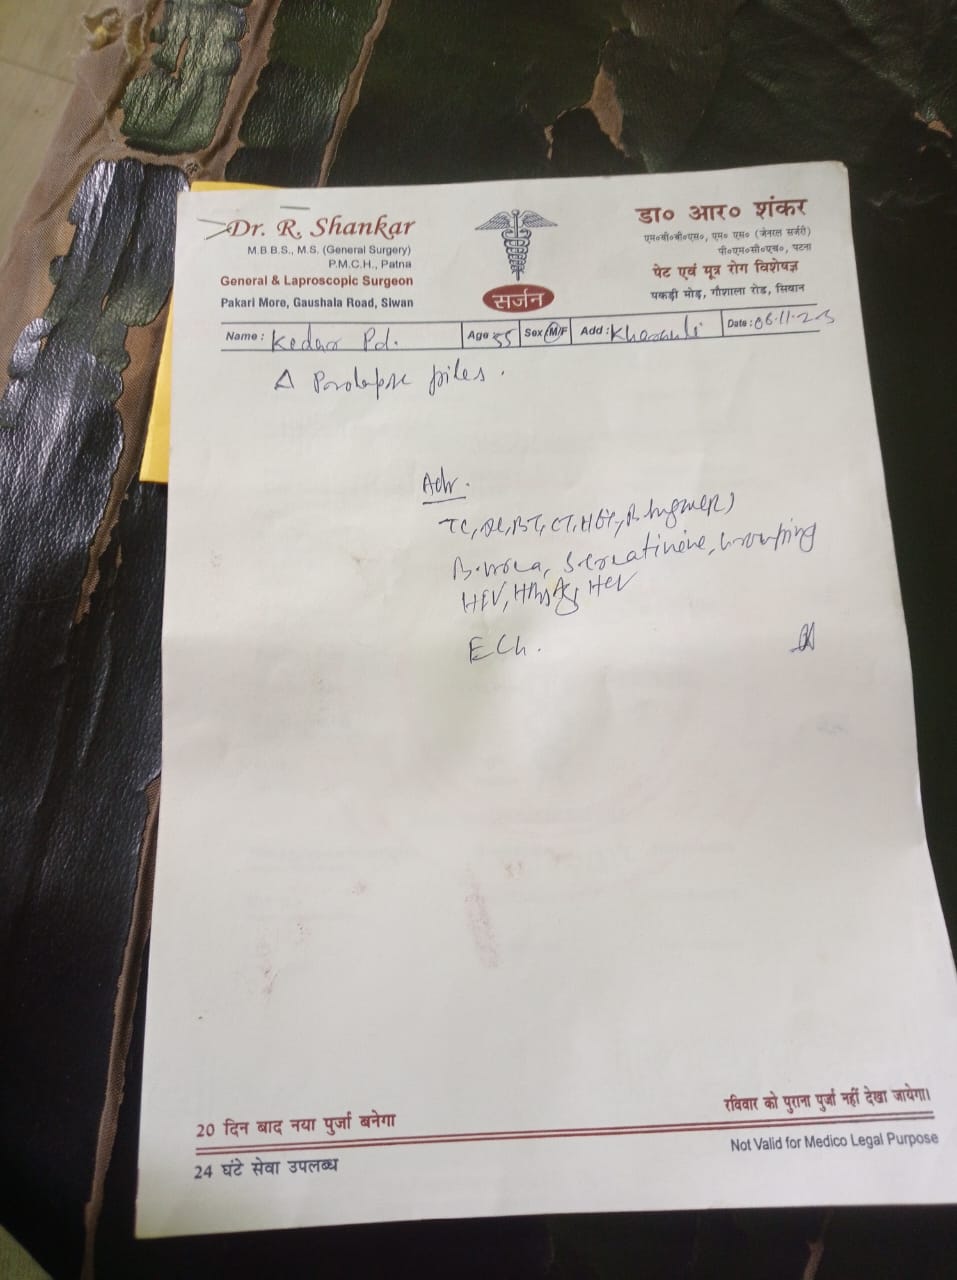 Dr. R. Shankar
M.B.B.S., M.S. (General Surgery)
P.M.C.H., Patna
General & Laproscopic Surgeon
Pakari More, Gaushala Road, Siwan
सर्जन
डा० आर० शंकर
एम०बी०बी०एस०, एम० एस० (जेनरल सर्जरी)
पी०एम०सी०एच०, पटना
पेट एवं मूत्र रोग विशेषज्ञ
पकड़ी मोड़, गौशाला रोड, सिवान
Name : Kedar Pd. Age 55 Sex M/F Add : Date : 06.11.23
Δ Prolapse piles.
Adv.
TC, DC, BT, CT, HB%, B. Sugar (R)
B. urea, S. creatinine, Grouping
HIV, HBsAg, HCV
ECG.
20 दिन बाद नया पुर्जा बनेगा
रविवार को पुराना पुर्जा नहीं देखा जायेगा।
24 घंटे सेवा उपलब्ध
Not Valid for Medico Legal Purpose